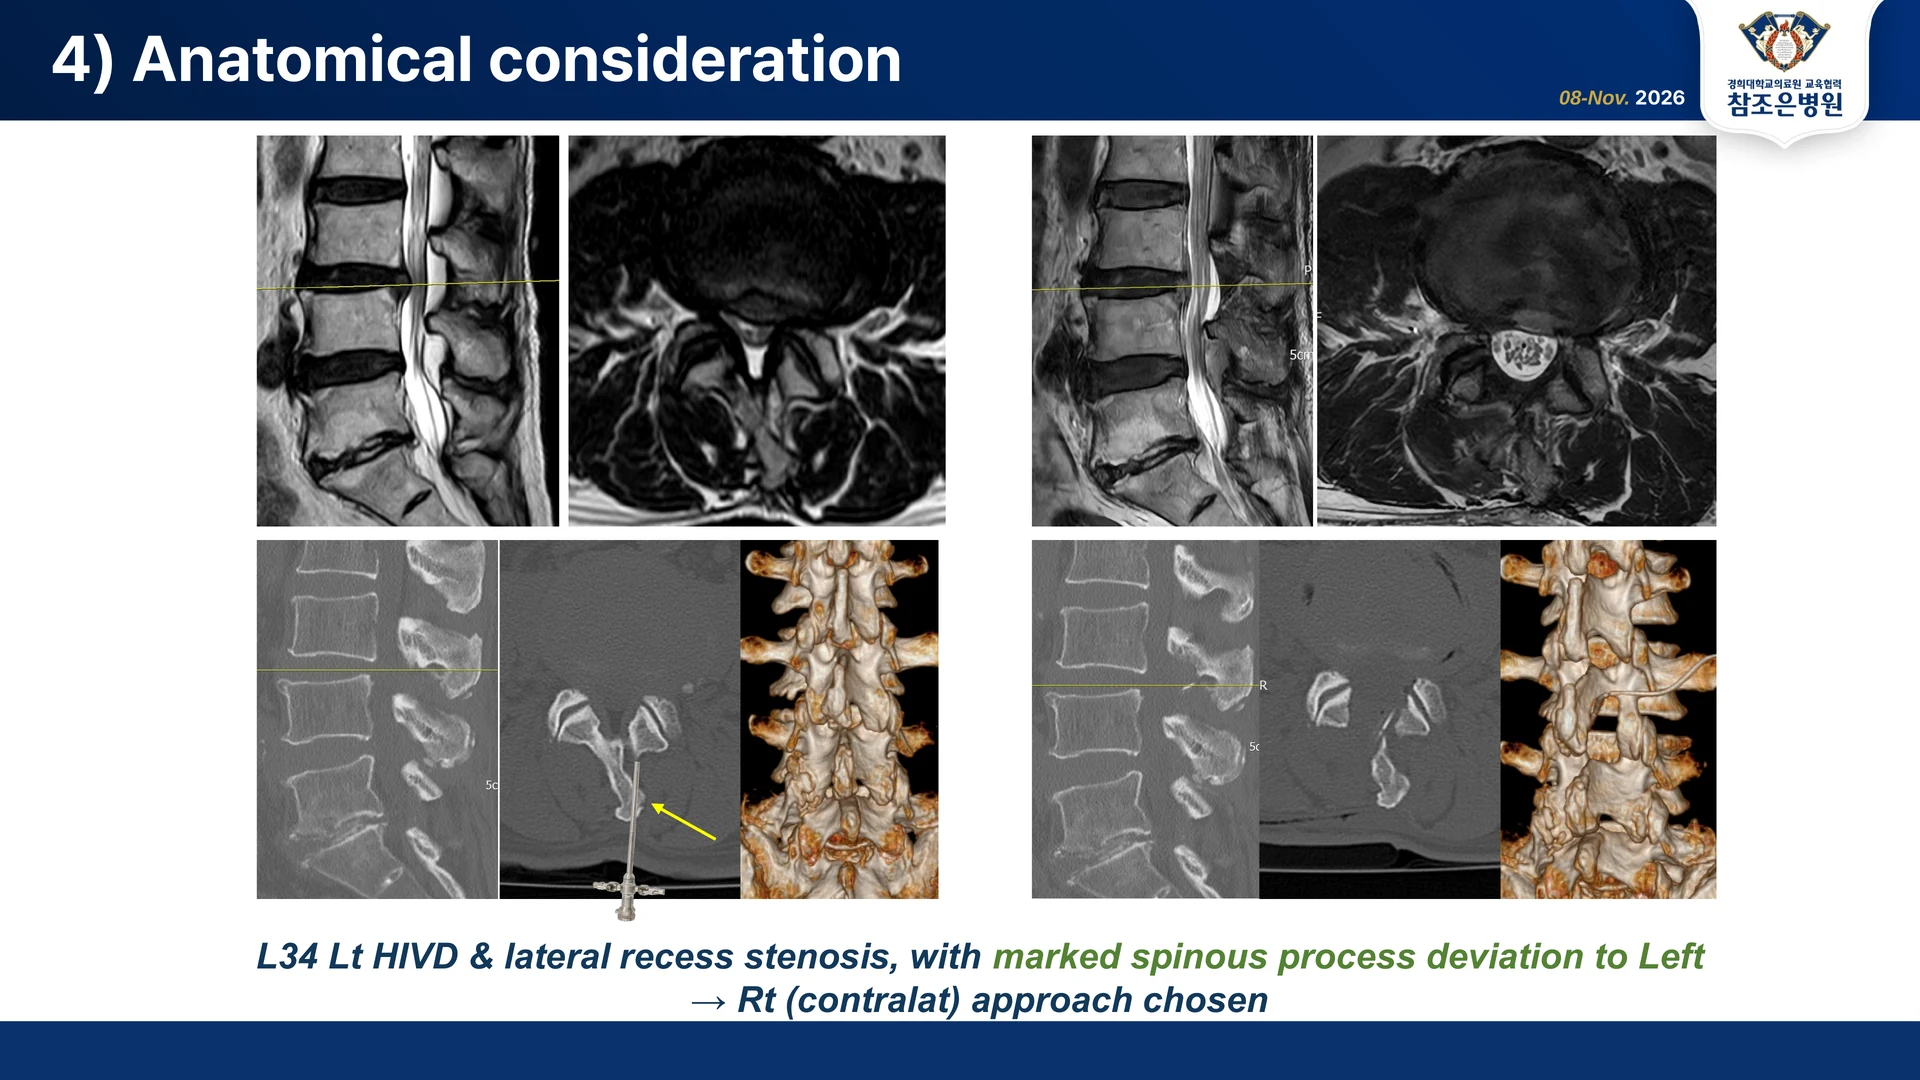 4) Anatomical consideration
08-Nov. 2026
경희대학교의료원 교육협력
참조은병원
P
F
5cm
5c
R
5c
L34 Lt HIVD & lateral recess stenosis, with marked spinous process deviation to Left
→ Rt (contralat) approach chosen